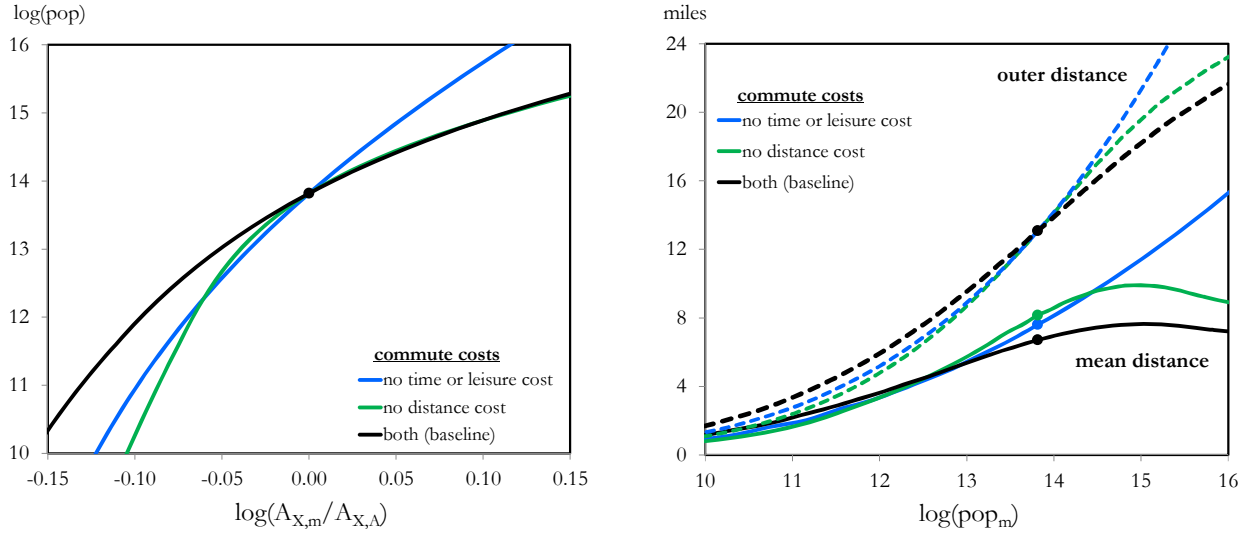 log(pop)
16
15
14
13
12
11
10
-0.15
-0.10
-0.05
0.00
0.05
0.10
0.15
log(A_{X,m}/A_{X,A})
commute costs
no time or leisure cost
no distance cost
both (baseline)
miles
24
20
16
12
8
4
0
10
11
12
13
14
15
16
log(pop_m)
outer distance
commute costs
no time or leisure cost
no distance cost
both (baseline)
mean distance